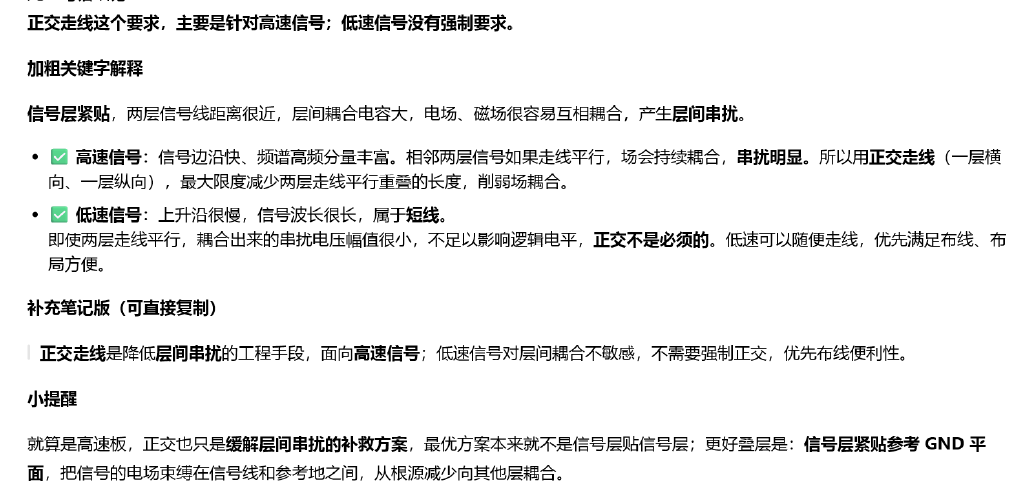 正交走线这个要求，主要是针对高速信号；低速信号没有强制要求。
加粗关键字解释
信号层紧贴，两层信号线距离很近，层间耦合电容大，电场、磁场很容易互相耦合，产生层间串扰。
• ✅ 高速信号：信号边沿快、频谱高频分量丰富。相邻两层信号如果走线平行，场会持续耦合，串扰明显。所以用正交走线（一层横
向、一层纵向），最大限度减少两层走线平行重叠的长度，削弱场耦合。
• ✅ 低速信号：上升沿很慢，信号波长很长，属于短线。
即使两层走线平行，耦合出来的串扰电压幅值很小，不足以影响逻辑电平，正交不是必须的。低速可以随便走线，优先满足布线、布
局方便。
补充笔记版（可直接复制）
正交走线是降低层间串扰的工程手段，面向高速信号；低速信号对层间耦合不敏感，不需要强制正交，优先布线便利性。
小提醒
就算是高速板，正交也只是缓解层间串扰的补救方案，最优方案本来就不是信号层贴信号层；更好叠层是：信号层紧贴参考 GND 平
面，把信号的电场束缚在信号线和参考地之间，从根源减少向其他层耦合。